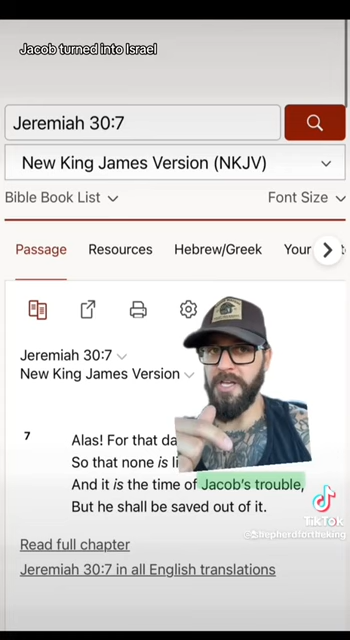 Jacob turned into Israel
Jeremiah 30:7
New King James Version (NKJV)
Bible Book List
Font Size
Passage Resources Hebrew/Greek Your
Jeremiah 30:7
New King James Version
7 Alas! For that
So that none is
And it is the time of Jacob's trouble,
But he shall be saved out of it.
TikTok
Read full chapter
Jeremiah 30:7 in all English translations